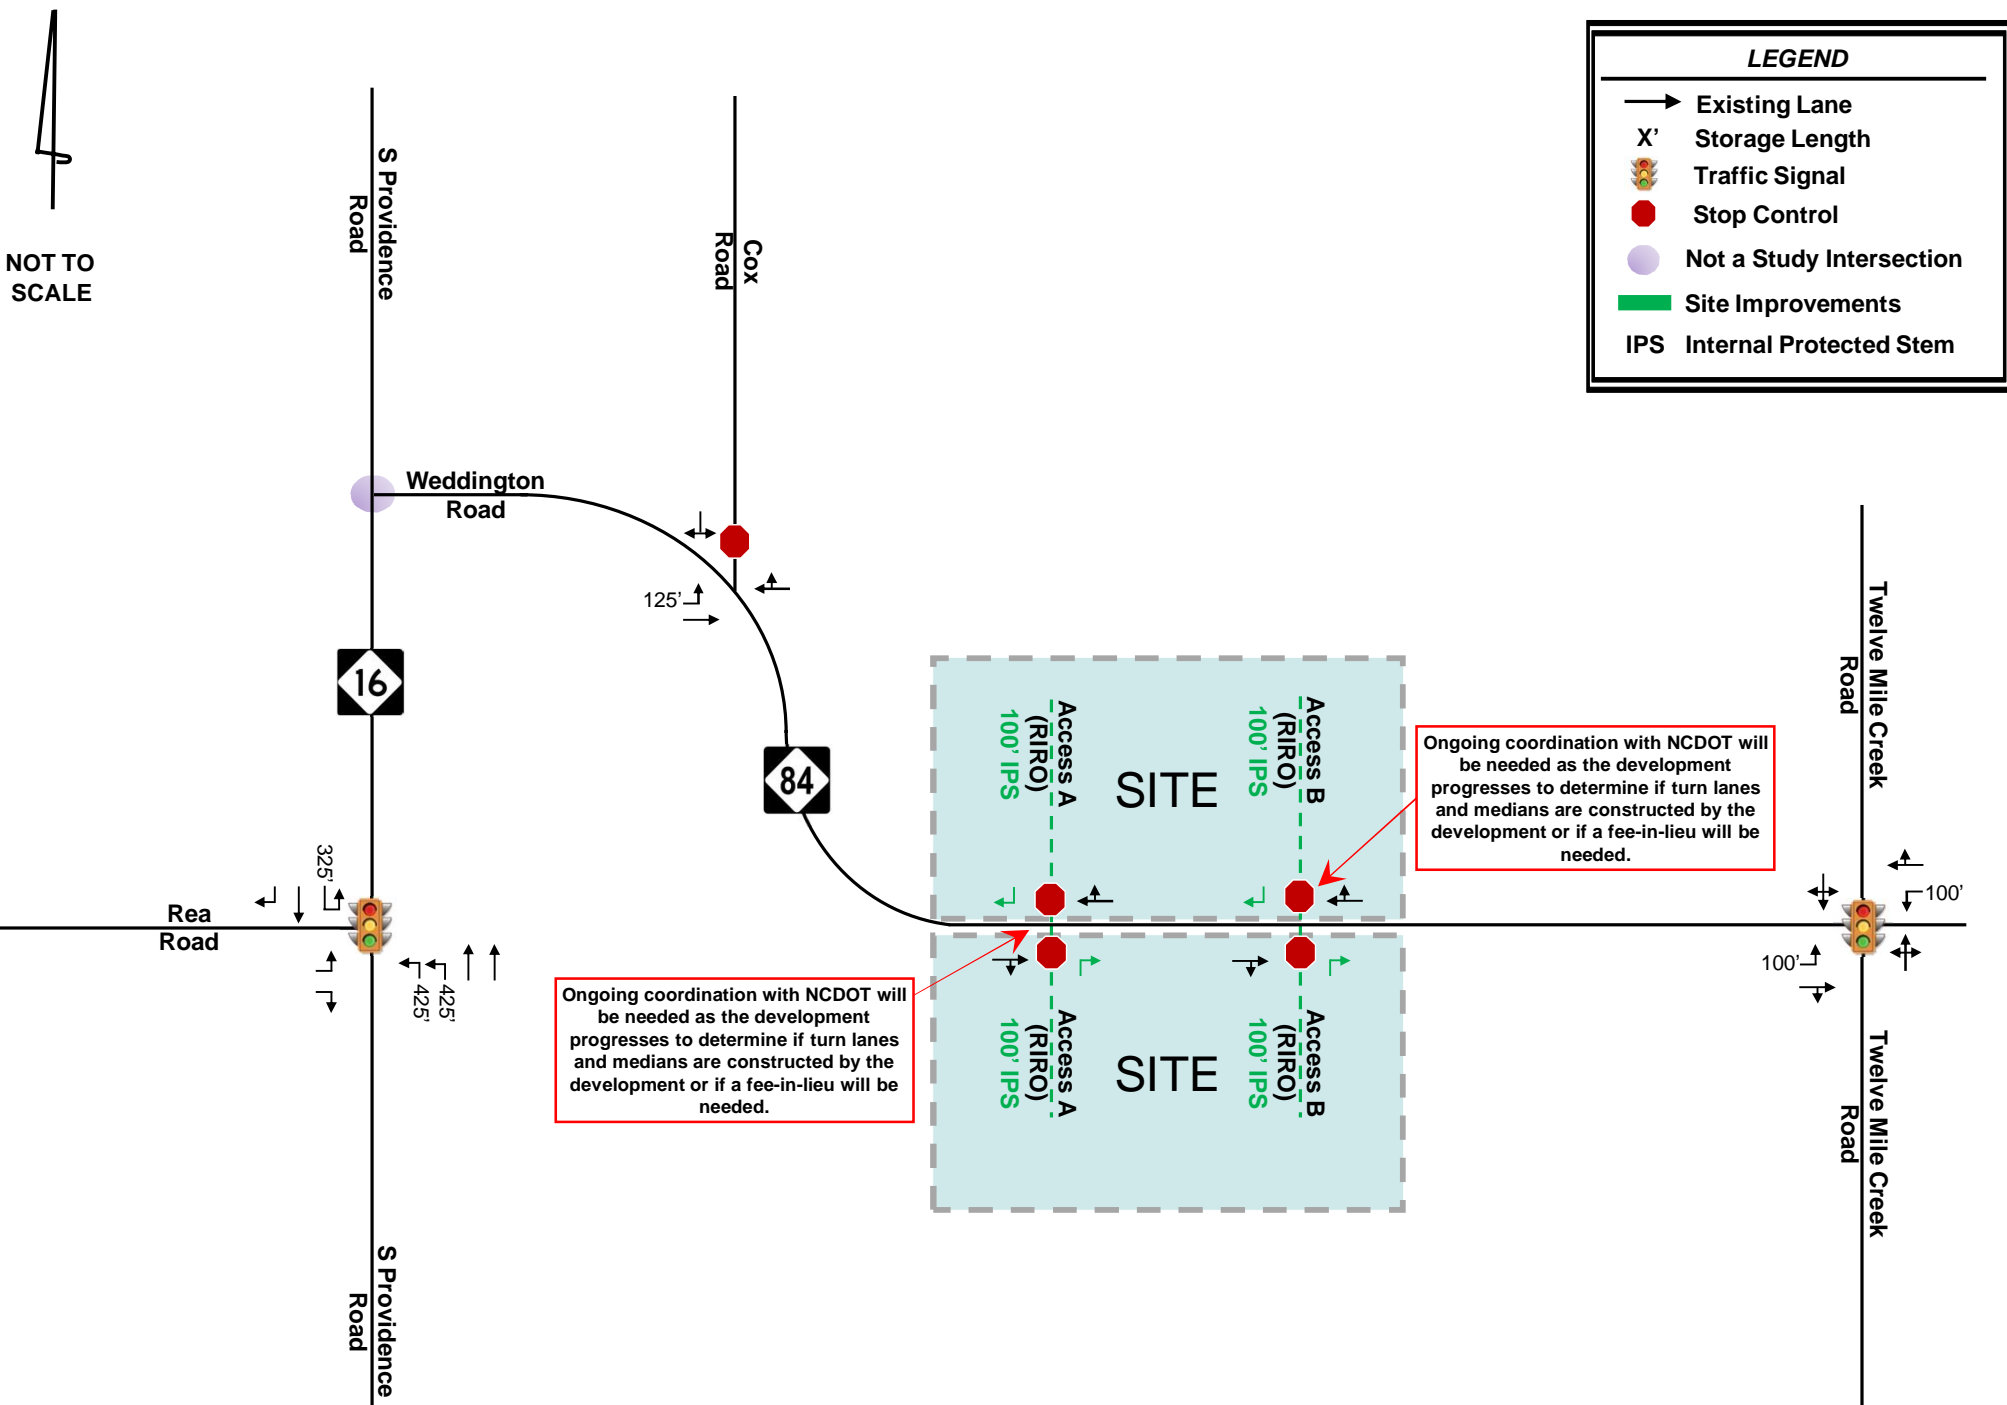 LEGEND
Existing Lane
X’ Storage Length
Traffic Signal
Stop Control
Not a Study Intersection
Site Improvements
IPS Internal Protected Stem
NOT TO
SCALE
S Providence
Road
Cox
Road
Weddington
Road
125’
16
84
Twelve Mile Creek
Road
Access A
(RIRO)
100’ IPS
SITE
Access B
(RIRO)
100’ IPS
Ongoing coordination with NCDOT will
be needed as the development
progresses to determine if turn lanes
and medians are constructed by the
development or if a fee-in-lieu will be
needed.
325’
Rea
Road
100’
100’
425’
425’
Ongoing coordination with NCDOT will
be needed as the development
progresses to determine if turn lanes
and medians are constructed by the
development or if a fee-in-lieu will be
needed.
Access A
(RIRO)
100’ IPS
SITE
Access B
(RIRO)
100’ IPS
Twelve Mile Creek
Road
S Providence
Road